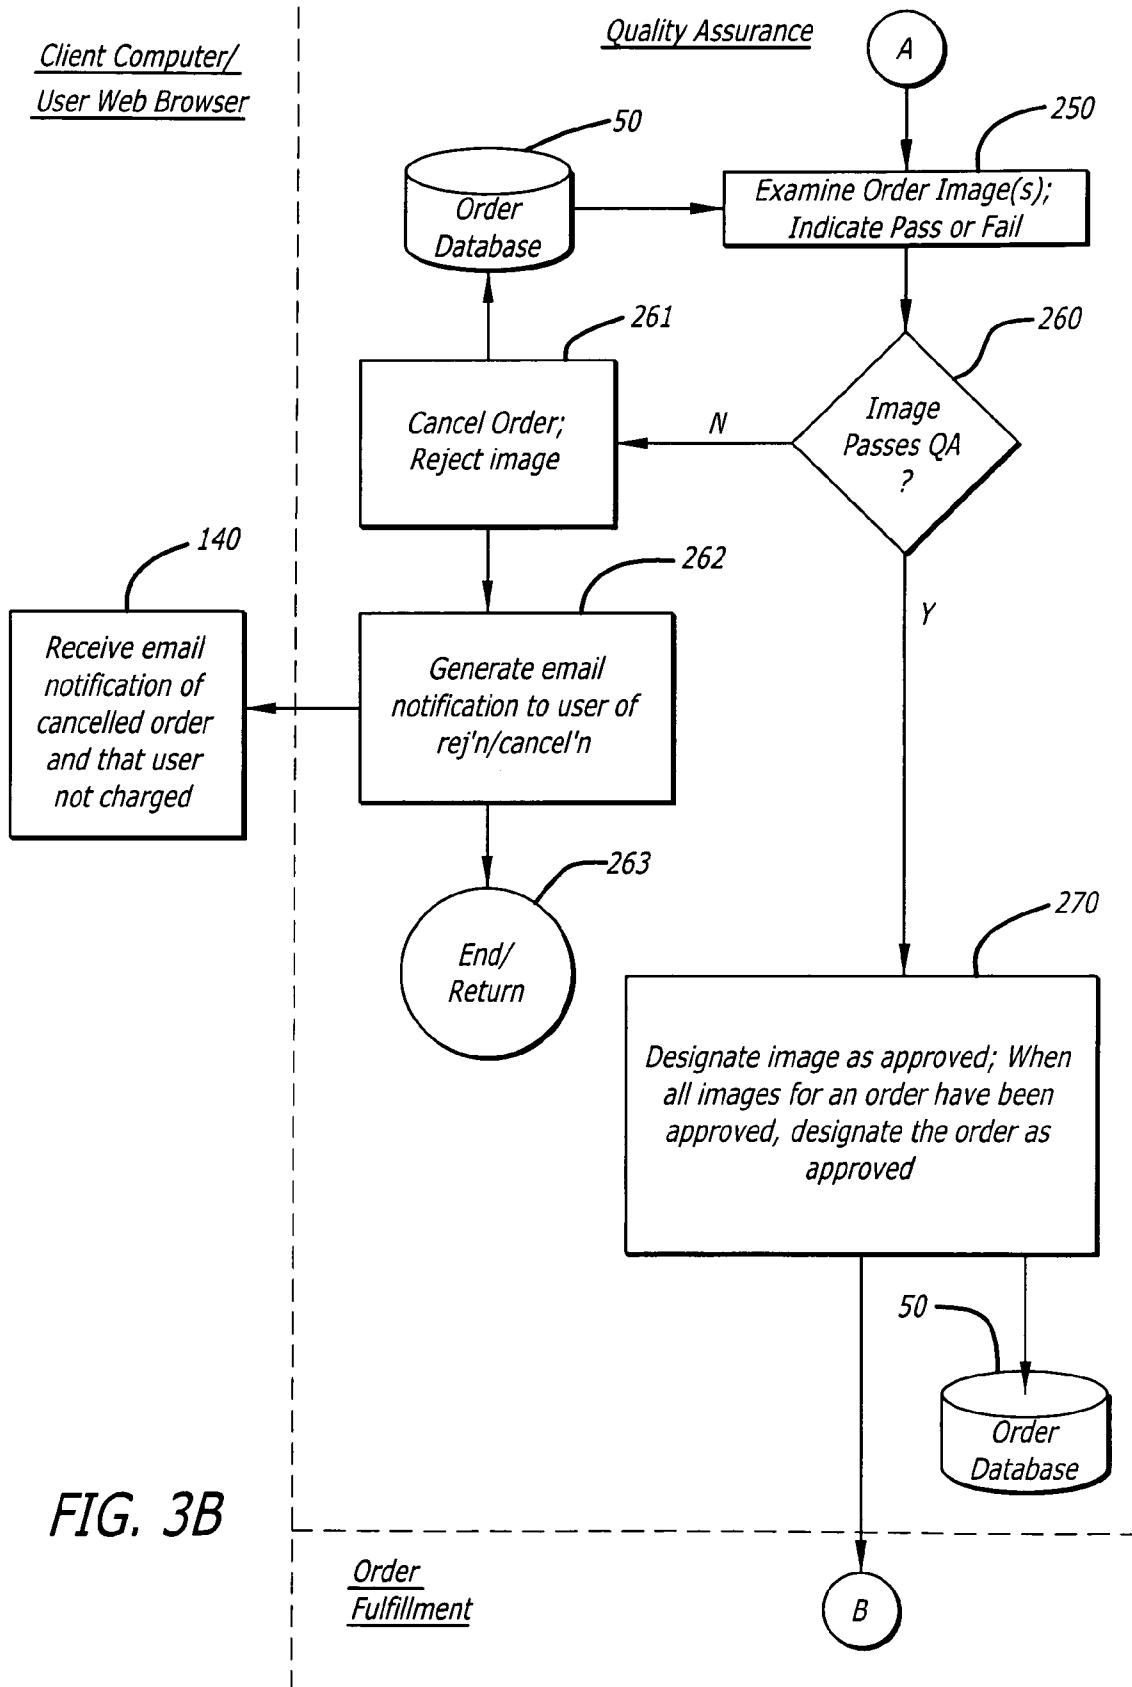 Client Computer/
User Web Browser
Quality Assurance
A
50
250
Order
Database
Examine Order Image(s);
Indicate Pass or Fail
261
260
Cancel Order;
Reject image
N
Image
Passes QA
?
140
262
Y
Receive email
notification of
cancelled order
and that user
not charged
Generate email
notification to user of
rej'n/cancel'n
263
End/
Return
270
Designate image as approved; When
all images for an order have been
approved, designate the order as
approved
50
Order
Database
FIG. 3B
Order
Fulfillment
B